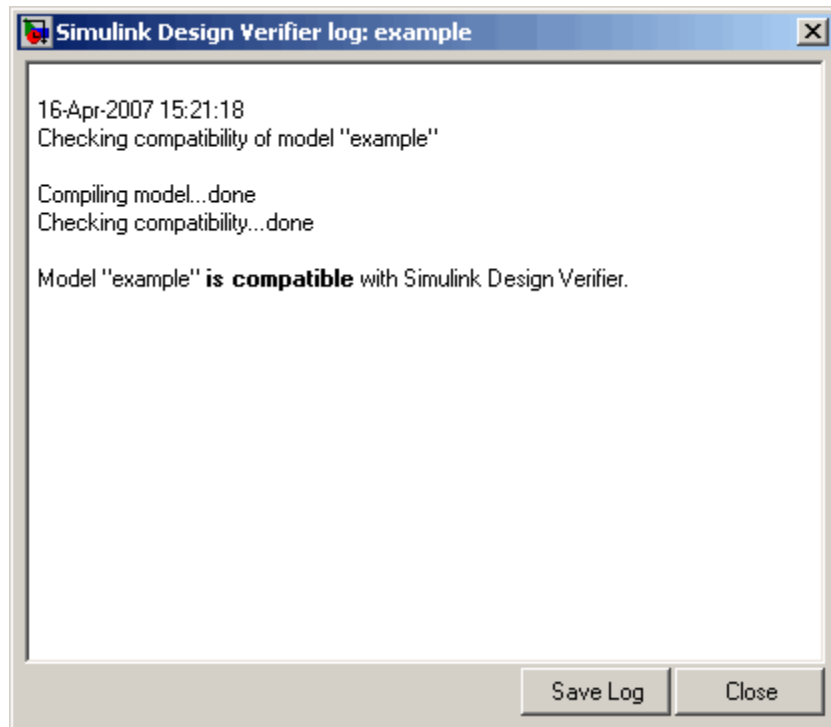 Simulink Design Verifier log: example
16-Apr-2007 15:21:18
Checking compatibility of model "example"
Compiling model...done
Checking compatibility...done
Model "example" is compatible with Simulink Design Verifier.
Save Log
Close